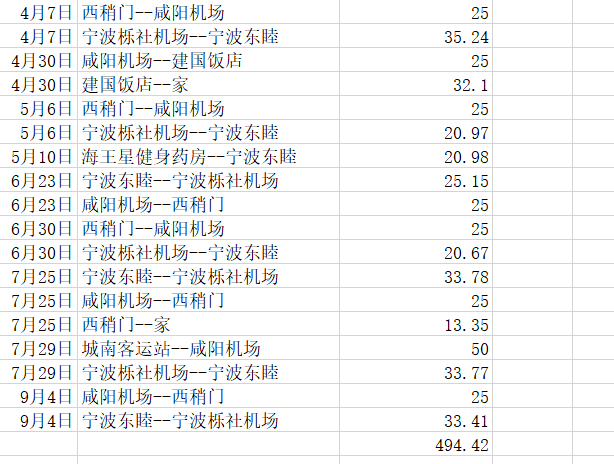 4月7日 西稍门--咸阳机场 25
4月7日 宁波栎社机场--宁波东睦 35.24
4月30日 咸阳机场--建国饭店 25
4月30日 建国饭店--家 32.1
5月6日 西稍门--咸阳机场 25
5月6日 宁波栎社机场--宁波东睦 20.97
5月10日 海王星健身药房--宁波东睦 20.98
6月23日 宁波东睦--宁波栎社机场 25.15
6月23日 咸阳机场--西稍门 25
6月30日 西稍门--咸阳机场 25
6月30日 宁波栎社机场--宁波东睦 20.67
7月25日 宁波东睦--宁波栎社机场 33.78
7月25日 咸阳机场--西稍门 25
7月25日 西稍门--家 13.35
7月29日 城南客运站--咸阳机场 50
7月29日 宁波栎社机场--宁波东睦 33.77
9月4日 咸阳机场--西稍门 25
9月4日 宁波东睦--宁波栎社机场 33.41
494.42